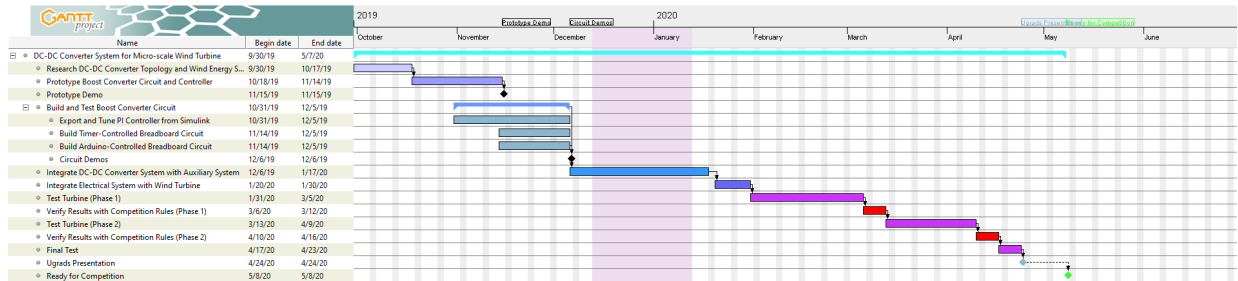 GANTT
project
2019
2020
Prototype Demo
Circuit Demos
Ugrads Presentation
Ready for Competition
Name Begin date End date
October November December January February March April May June
DC-DC Converter System for Micro-scale Wind Turbine 9/30/19 5/7/20
Research DC-DC Converter Topology and Wind Energy S... 9/30/19 10/17/19
Prototype Boost Converter Circuit and Controller 10/18/19 11/14/19
Prototype Demo 11/15/19 11/15/19
Build and Test Boost Converter Circuit 10/31/19 12/5/19
Export and Tune PI Controller from Simulink 10/31/19 12/5/19
Build Timer-Controlled Breadboard Circuit 11/14/19 12/5/19
Build Arduino-Controlled Breadboard Circuit 11/14/19 12/5/19
Circuit Demos 12/6/19 12/6/19
Integrate DC-DC Converter System with Auxiliary System 12/6/19 1/17/20
Integrate Electrical System with Wind Turbine 1/20/20 1/30/20
Test Turbine (Phase 1) 1/31/20 3/5/20
Verify Results with Competition Rules (Phase 1) 3/6/20 3/12/20
Test Turbine (Phase 2) 3/13/20 4/9/20
Verify Results with Competition Rules (Phase 2) 4/10/20 4/16/20
Final Test 4/17/20 4/23/20
Ugrads Presentation 4/24/20 4/24/20
Ready for Competition 5/8/20 5/8/20